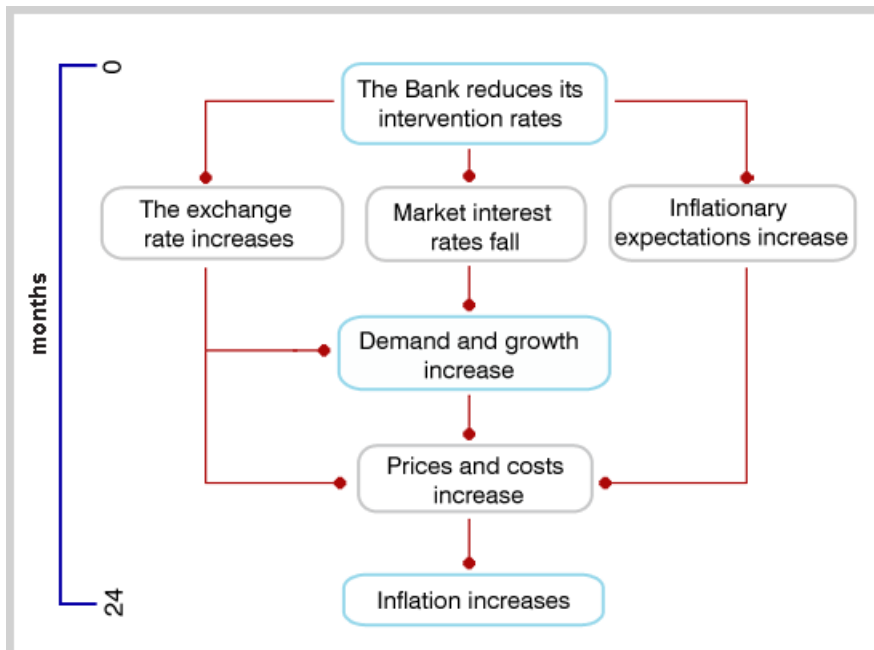 0
The Bank reduces its
intervention rates
The exchange
rate increases
Market interest
rates fall
Inflationary
expectations increase
months
Demand and growth
increase
Prices and costs
increase
Inflation increases
24